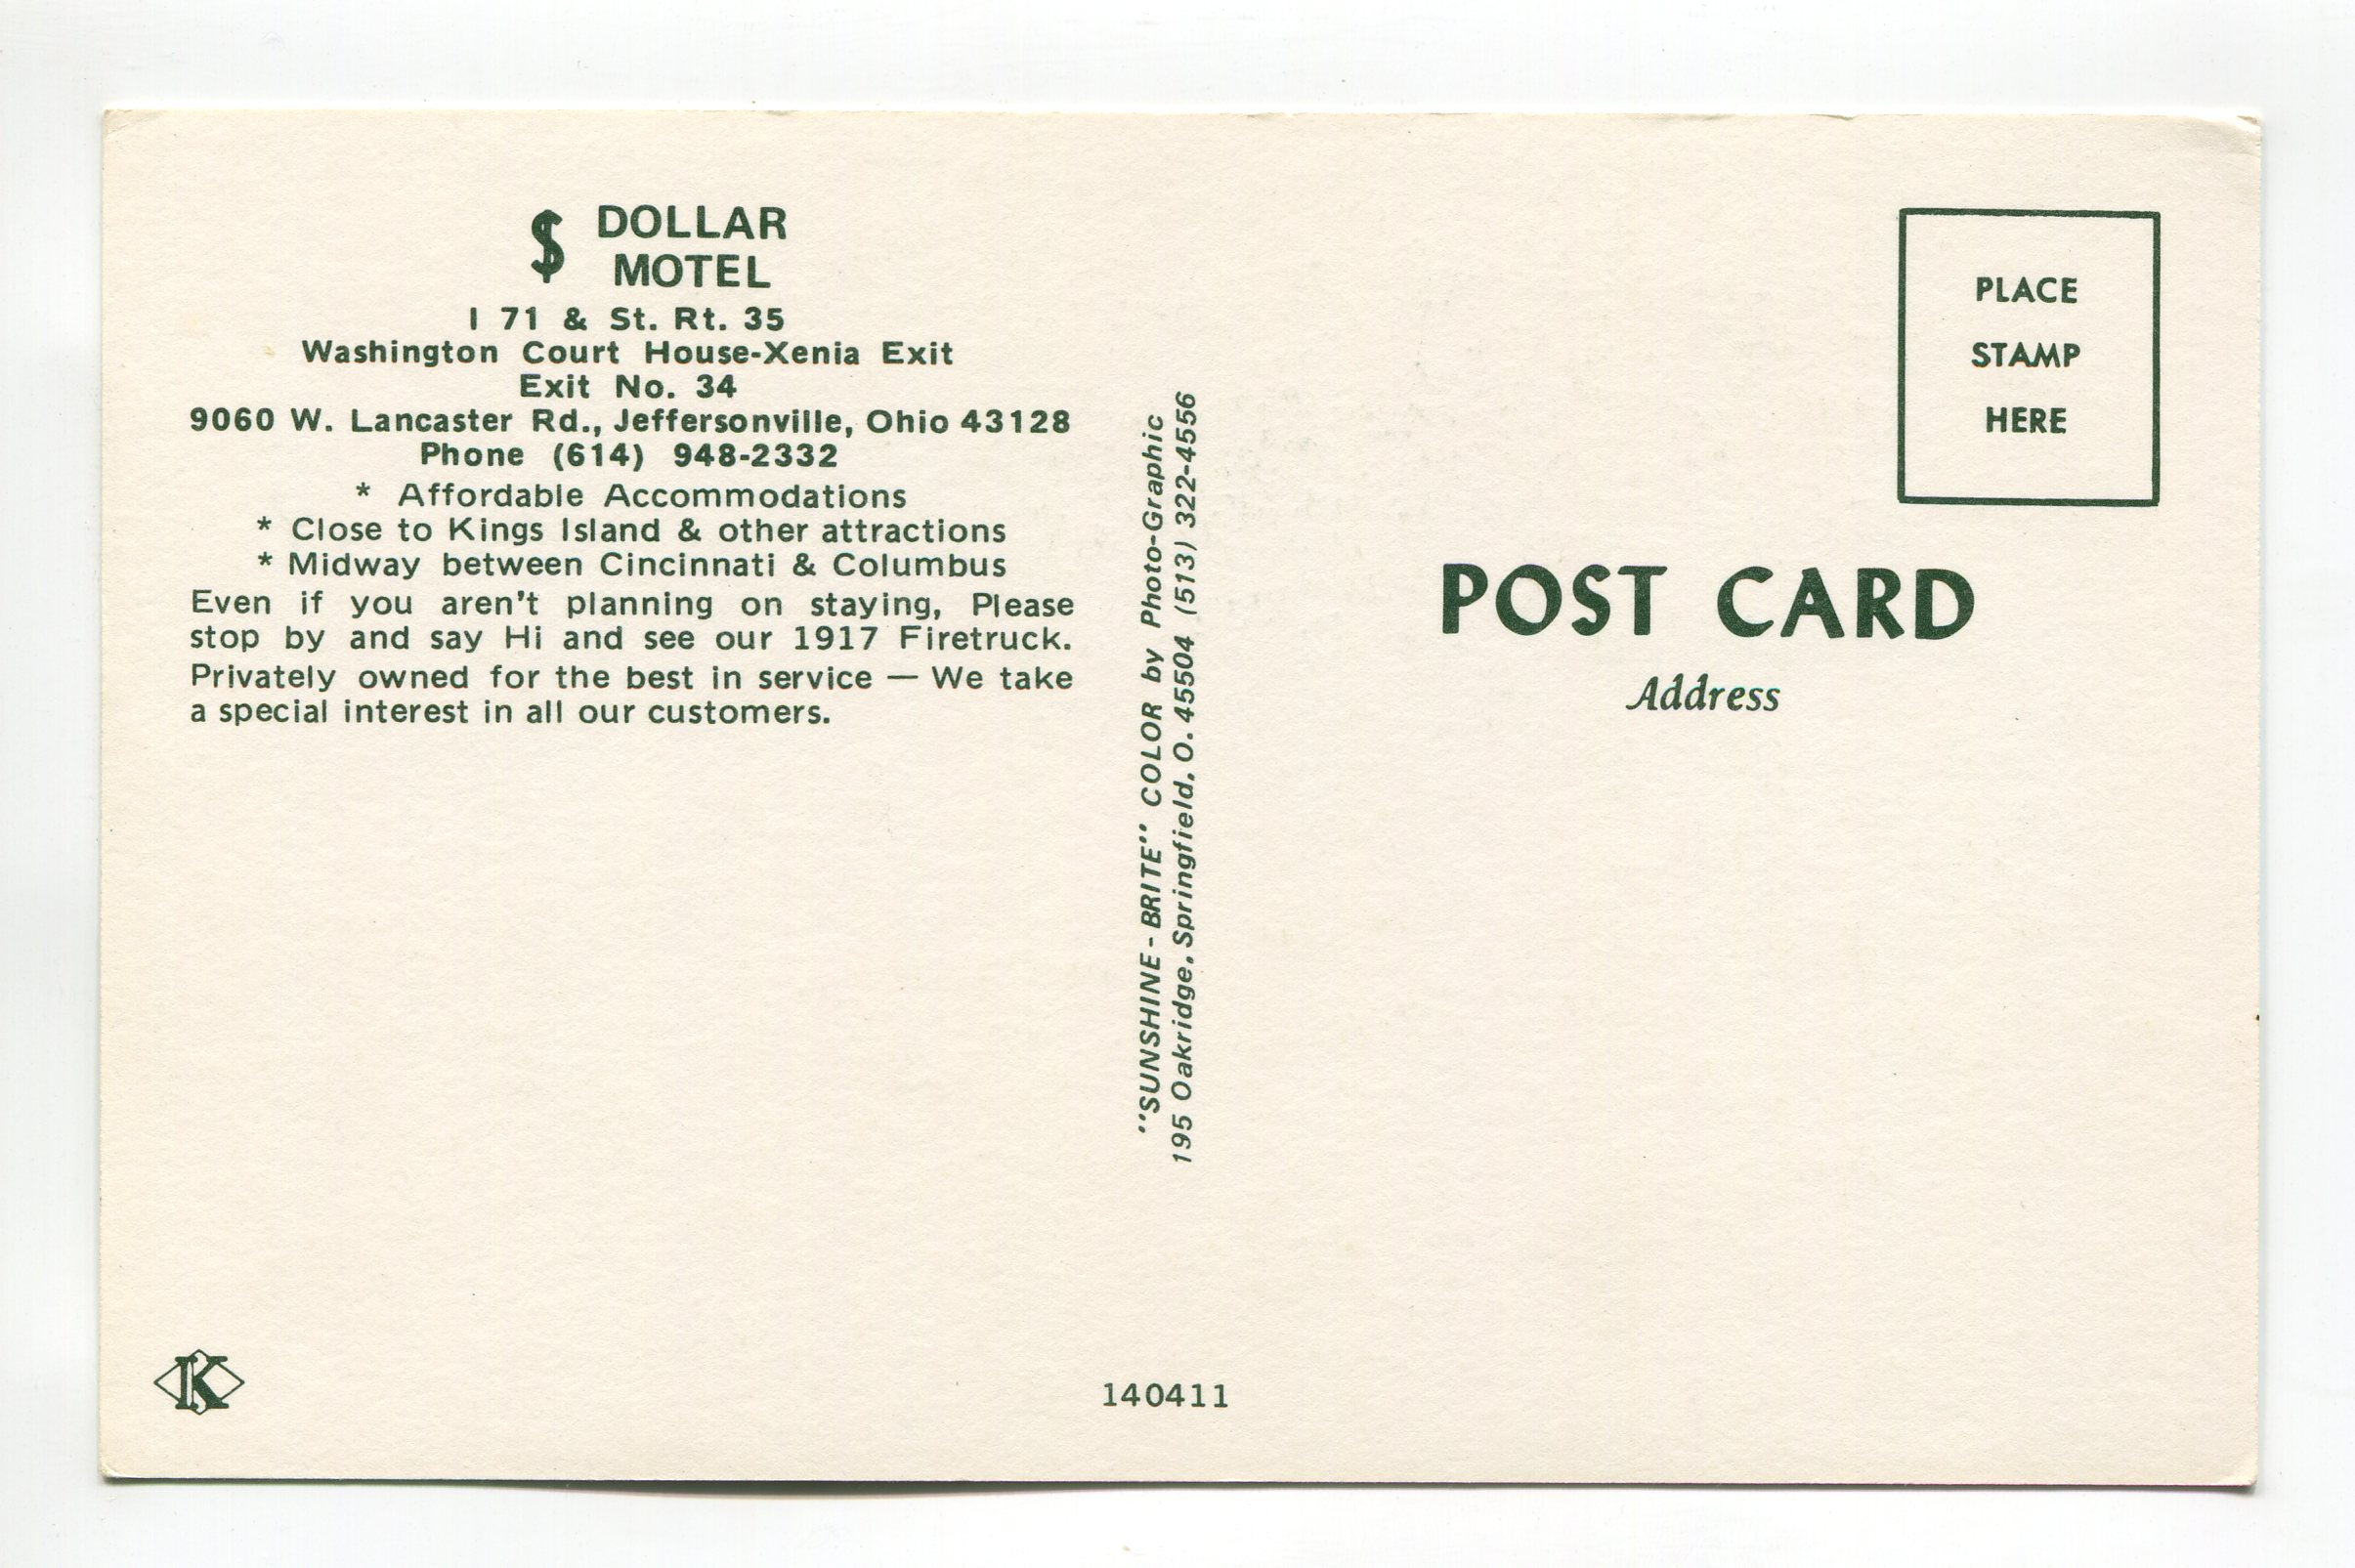 $ DOLLAR
MOTEL
I 71 & St. Rt. 35
Washington Court House-Xenia Exit
Exit No. 34
9060 W. Lancaster Rd., Jeffersonville, Ohio 43128
Phone (614) 948-2332
* Affordable Accommodations
* Close to Kings Island & other attractions
* Midway between Cincinnati & Columbus
Even if you aren't planning on staying, Please
stop by and say Hi and see our 1917 Firetruck.
Privately owned for the best in service — We take
a special interest in all our customers.
K
"SUNSHINE-BRITE" COLOR by Photo-Graphic
195 Oakridge, Springfield, O. 45504 (513) 322-4556
140411
PLACE
STAMP
HERE
POST CARD
Address